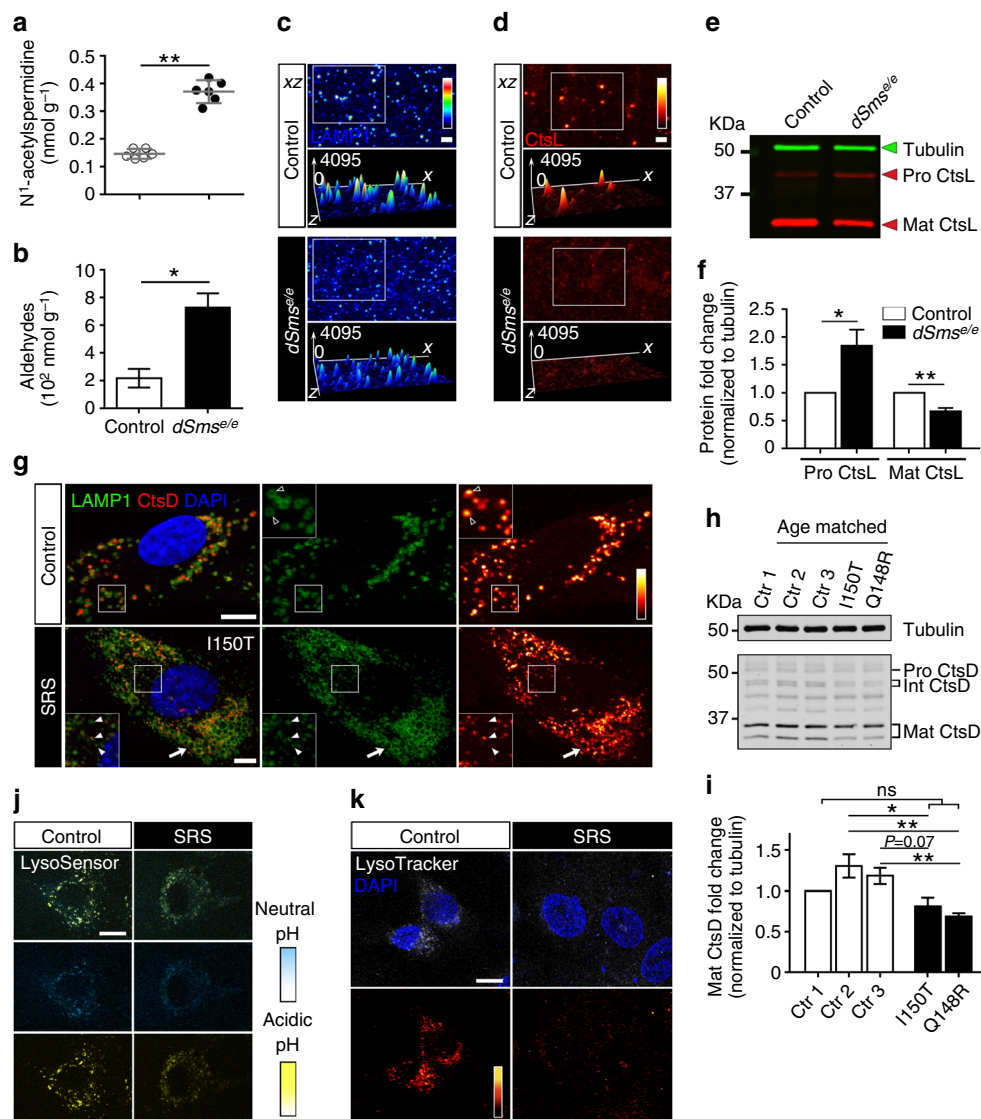 a
**
N¹-acetylspermidine
(nmol g⁻¹)
0.5
0.4
0.3
0.2
0.1
0
b
*
Aldehydes
(10² nmol g⁻¹)
10
8
6
4
2
0
Control dSmsᵉ/ᵉ
c
xz
Control
LAMP1
4095
0
x
z
dSmsᵉ/ᵉ
4095
0
x
z
d
xz
Control
CtsL
4095
0
x
z
dSmsᵉ/ᵉ
4095
0
x
z
e
Control
dSmsᵉ/ᵉ
KDa
50
37
Tubulin
Pro CtsL
Mat CtsL
f
Control
dSmsᵉ/ᵉ
*
**
Protein fold change
(normalized to tubulin)
2.5
2.0
1.5
1.0
0.5
0
Pro CtsL
Mat CtsL
g
Control
LAMP1 CtsD DAPI
SRS
I150T
h
Age matched
Ctr 1
Ctr 2
Ctr 3
I150T
Q148R
KDa
50
Tubulin
50
37
Pro CtsD
Int CtsD
Mat CtsD
i
ns
*
**
P=0.07
**
Mat CtsD fold change
(normalized to tubulin)
1.5
1.0
0.5
0
Ctr 1
Ctr 2
Ctr 3
I150T
Q148R
j
Control
SRS
LysoSensor
Neutral
pH
Acidic
pH
k
Control
SRS
LysoTracker
DAPI